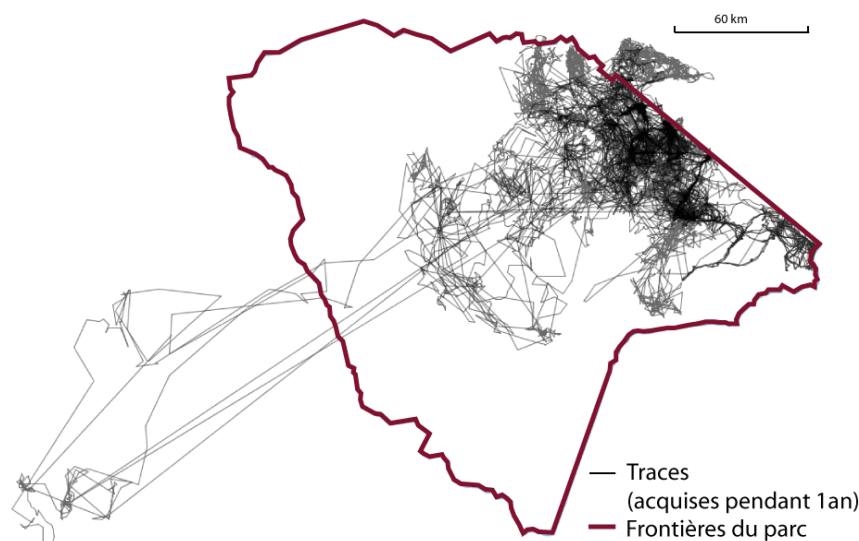 60 km
Traces
(acquises pendant 1an)
Frontières du parc